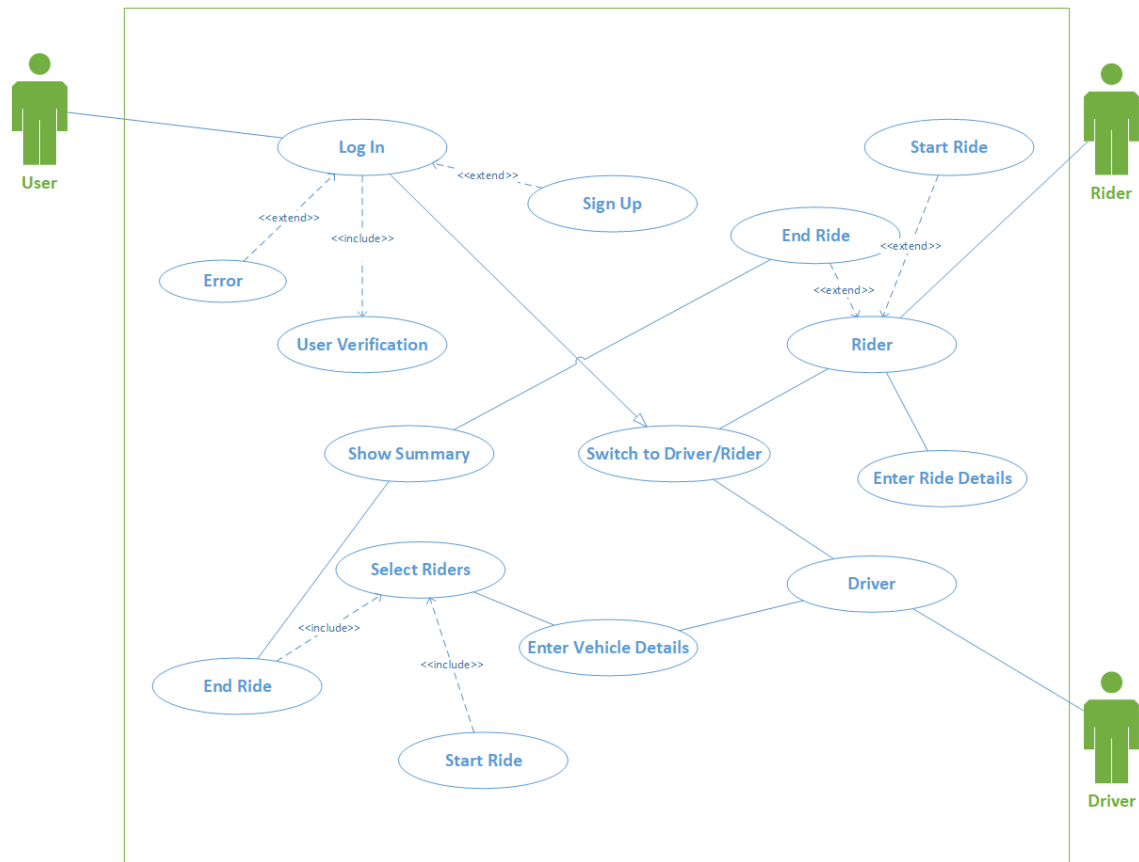 Log In
Start Ride
<<extend>>
User
Rider
Sign Up
<<extend>>
End Ride
<<include>>
<<extend>>
Error
<<extend>>
User Verification
Rider
Show Summary
Switch to Driver/Rider
Enter Ride Details
Select Riders
Driver
<<include>>
Enter Vehicle Details
<<include>>
End Ride
Start Ride
Driver